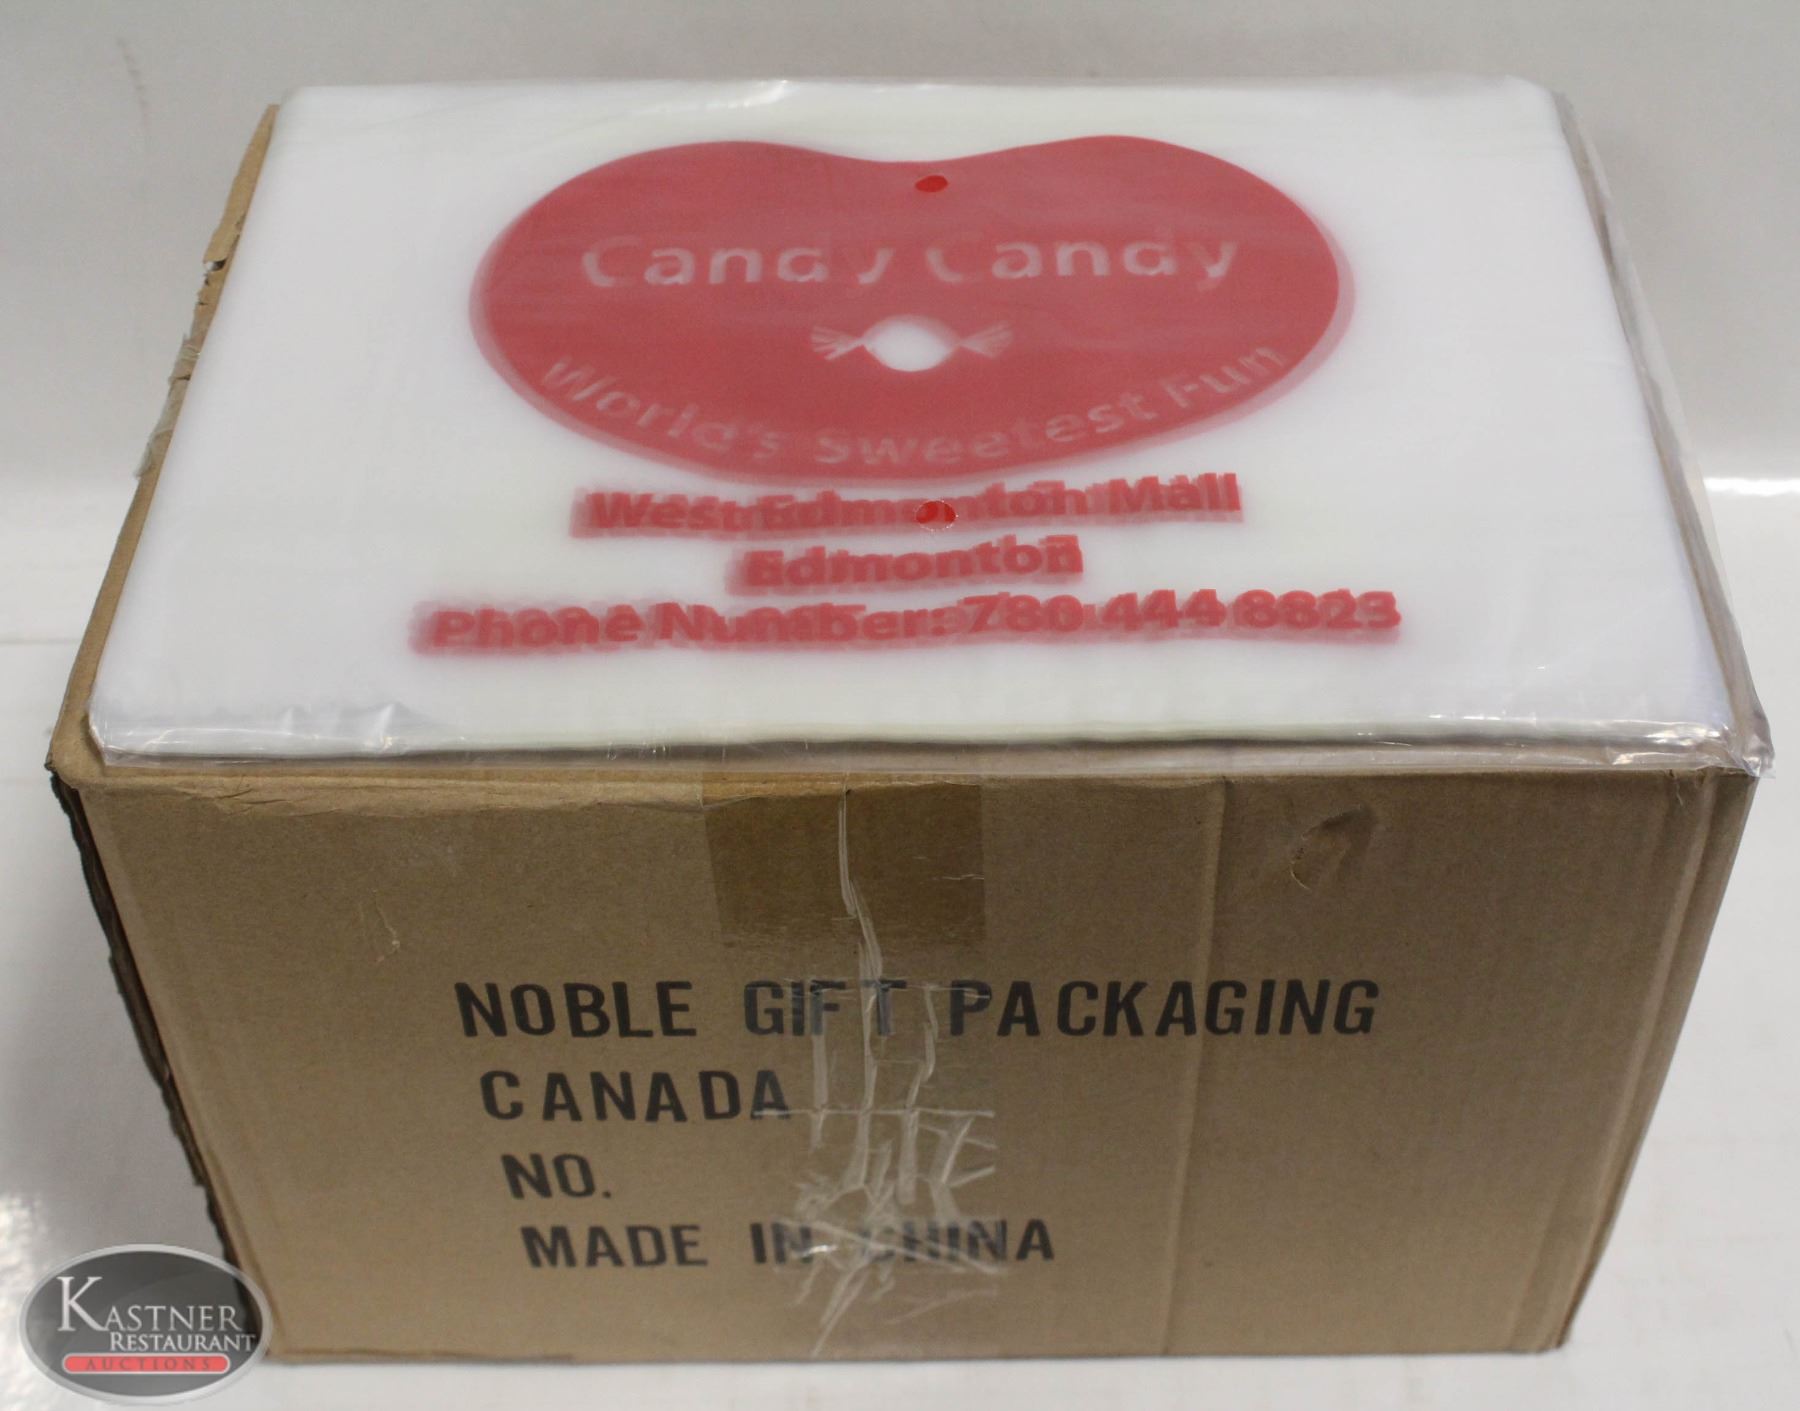 Candy Candy
World's Sweetest Fun
West Edmonton Mall
Edmonton
Phone Number: 780 444 8823
NOBLE GIFT PACKAGING
CANADA
NO.
MADE IN CHINA
KASTNER
RESTAURANT
AUCTIONS